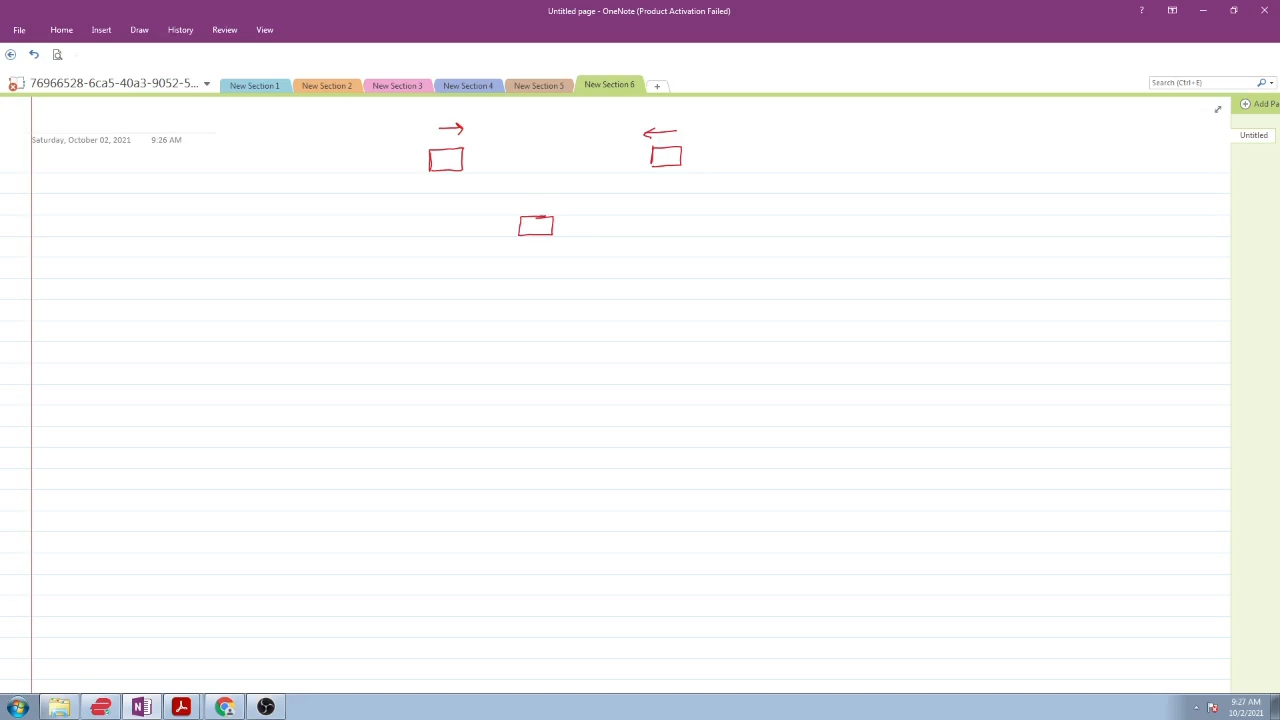 Untitled page - OneNote (Product Activation Failed)
?
File Home Insert Draw History Review View
76966528-6ca5-40a3-9052-5...
New Section 1 New Section 2 New Section 3 New Section 4 New Section 5 New Section 6 +
Search (Ctrl+E)
Add Pa
Saturday, October 02, 2021 9:26 AM
Untitled
9:27 AM
10/2/2021